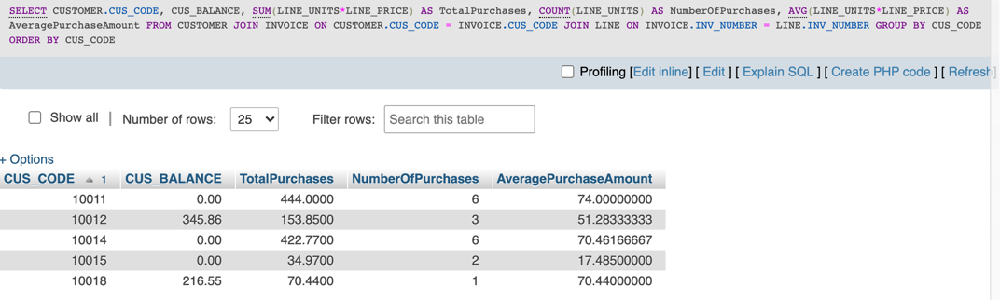 SELECT CUSTOMER.CUS_CODE, CUS_BALANCE, SUM(LINE_UNITS*LINE_PRICE) AS TotalPurchases, COUNT(LINE_UNITS) AS NumberOfPurchases, AVG(LINE_UNITS*LINE_PRICE) AS
AveragePurchaseAmount FROM CUSTOMER JOIN INVOICE ON CUSTOMER.CUS_CODE = INVOICE.CUS_CODE JOIN LINE ON INVOICE.INV_NUMBER = LINE.INV_NUMBER GROUP BY CUS_CODE
ORDER BY CUS_CODE
Profiling [Edit inline] [ Edit ] [ Explain SQL ] [ Create PHP code ] [ Refresh ]
Show all | Number of rows: 25 Filter rows: Search this table
+ Options
CUS_CODE 1 CUS_BALANCE TotalPurchases NumberOfPurchases AveragePurchaseAmount
10011 0.00 444.0000 6 74.00000000
10012 345.86 153.8500 3 51.28333333
10014 0.00 422.7700 6 70.46166667
10015 0.00 34.9700 2 17.48500000
10018 216.55 70.4400 1 70.44000000